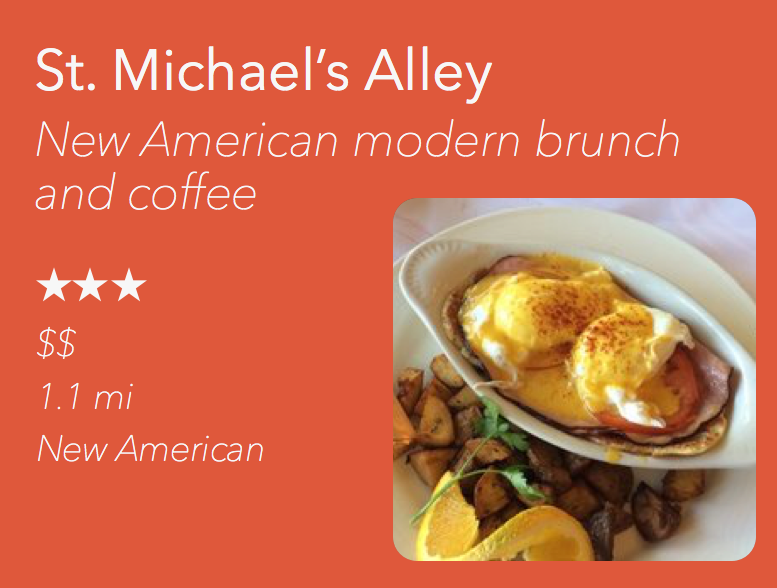 St. Michael’s Alley
New American modern brunch
and coffee
★★★
$$
1.1 mi
New American